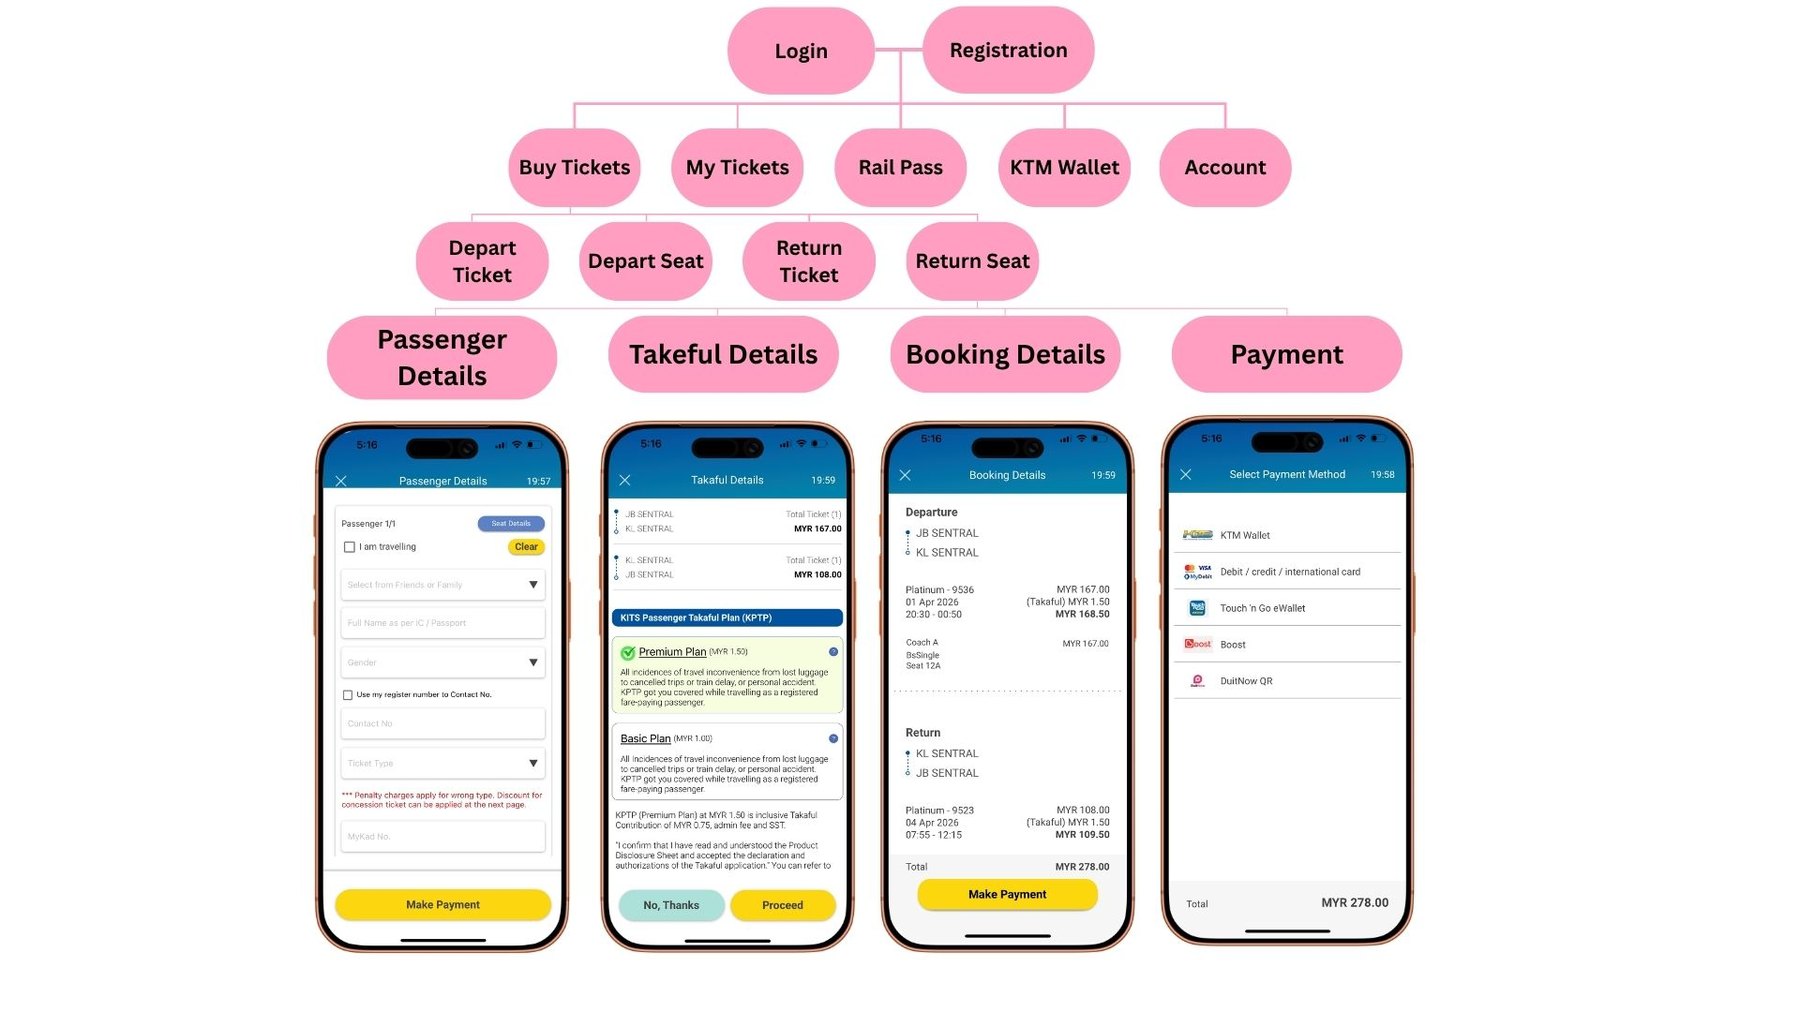 Login
Registration
Buy Tickets
My Tickets
Rail Pass
KTM Wallet
Account
Depart
Ticket
Depart Seat
Return
Ticket
Return Seat
Passenger
Details
Takeful Details
Booking Details
Payment
5:16
Passenger Details 19:57
Passenger 1/1 Seat Details
I am travelling Clear
Select from Friends or Family
Full Name as per IC / Passport
Gender
Use my register number to Contact No.
Contact No
Ticket Type
*** Penalty charges apply for wrong type. Discount for
concession ticket can be applied at the next page.
MyKad No.
Make Payment
5:16
Takaful Details 19:59
JB SENTRAL Total Ticket (1)
KL SENTRAL MYR 167.00
KL SENTRAL Total Ticket (1)
JB SENTRAL MYR 108.00
KITS Passenger Takaful Plan (KPTP)
Premium Plan (MYR 1.50)
All incidences of travel inconvenience from lost luggage
to cancelled trips or train delay, or personal accident.
KPTP got you covered while travelling as a registered
fare-paying passenger.
Basic Plan (MYR 1.00)
All incidences of travel inconvenience from lost luggage
to cancelled trips or train delay, or personal accident.
KPTP got you covered while travelling as a registered
fare-paying passenger.
KPTP (Premium Plan) at MYR 1.50 is inclusive Takaful
Contribution of MYR 0.75, admin fee and SST.
"I confirm that I have read and understood the Product
Disclosure Sheet and accepted the declaration and
authorizations of the Takaful application." You can refer to
No, Thanks Proceed
5:16
Booking Details 19:59
Departure
JB SENTRAL
KL SENTRAL
Platinum - 9536 MYR 167.00
01 Apr 2026 (Takaful) MYR 1.50
20:30 - 00:50 MYR 168.50
Coach A MYR 167.00
BsSingle
Seat 12A
Return
KL SENTRAL
JB SENTRAL
Platinum - 9523 MYR 108.00
04 Apr 2026 (Takaful) MYR 1.50
07:55 - 12:15 MYR 109.50
Total MYR 278.00
Make Payment
5:16
Select Payment Method 19:58
KTM Wallet
VISA
MyDebit
Debit / credit / international card
Touch 'n Go eWallet
Boost
Boost
DuitNow QR
Total MYR 278.00